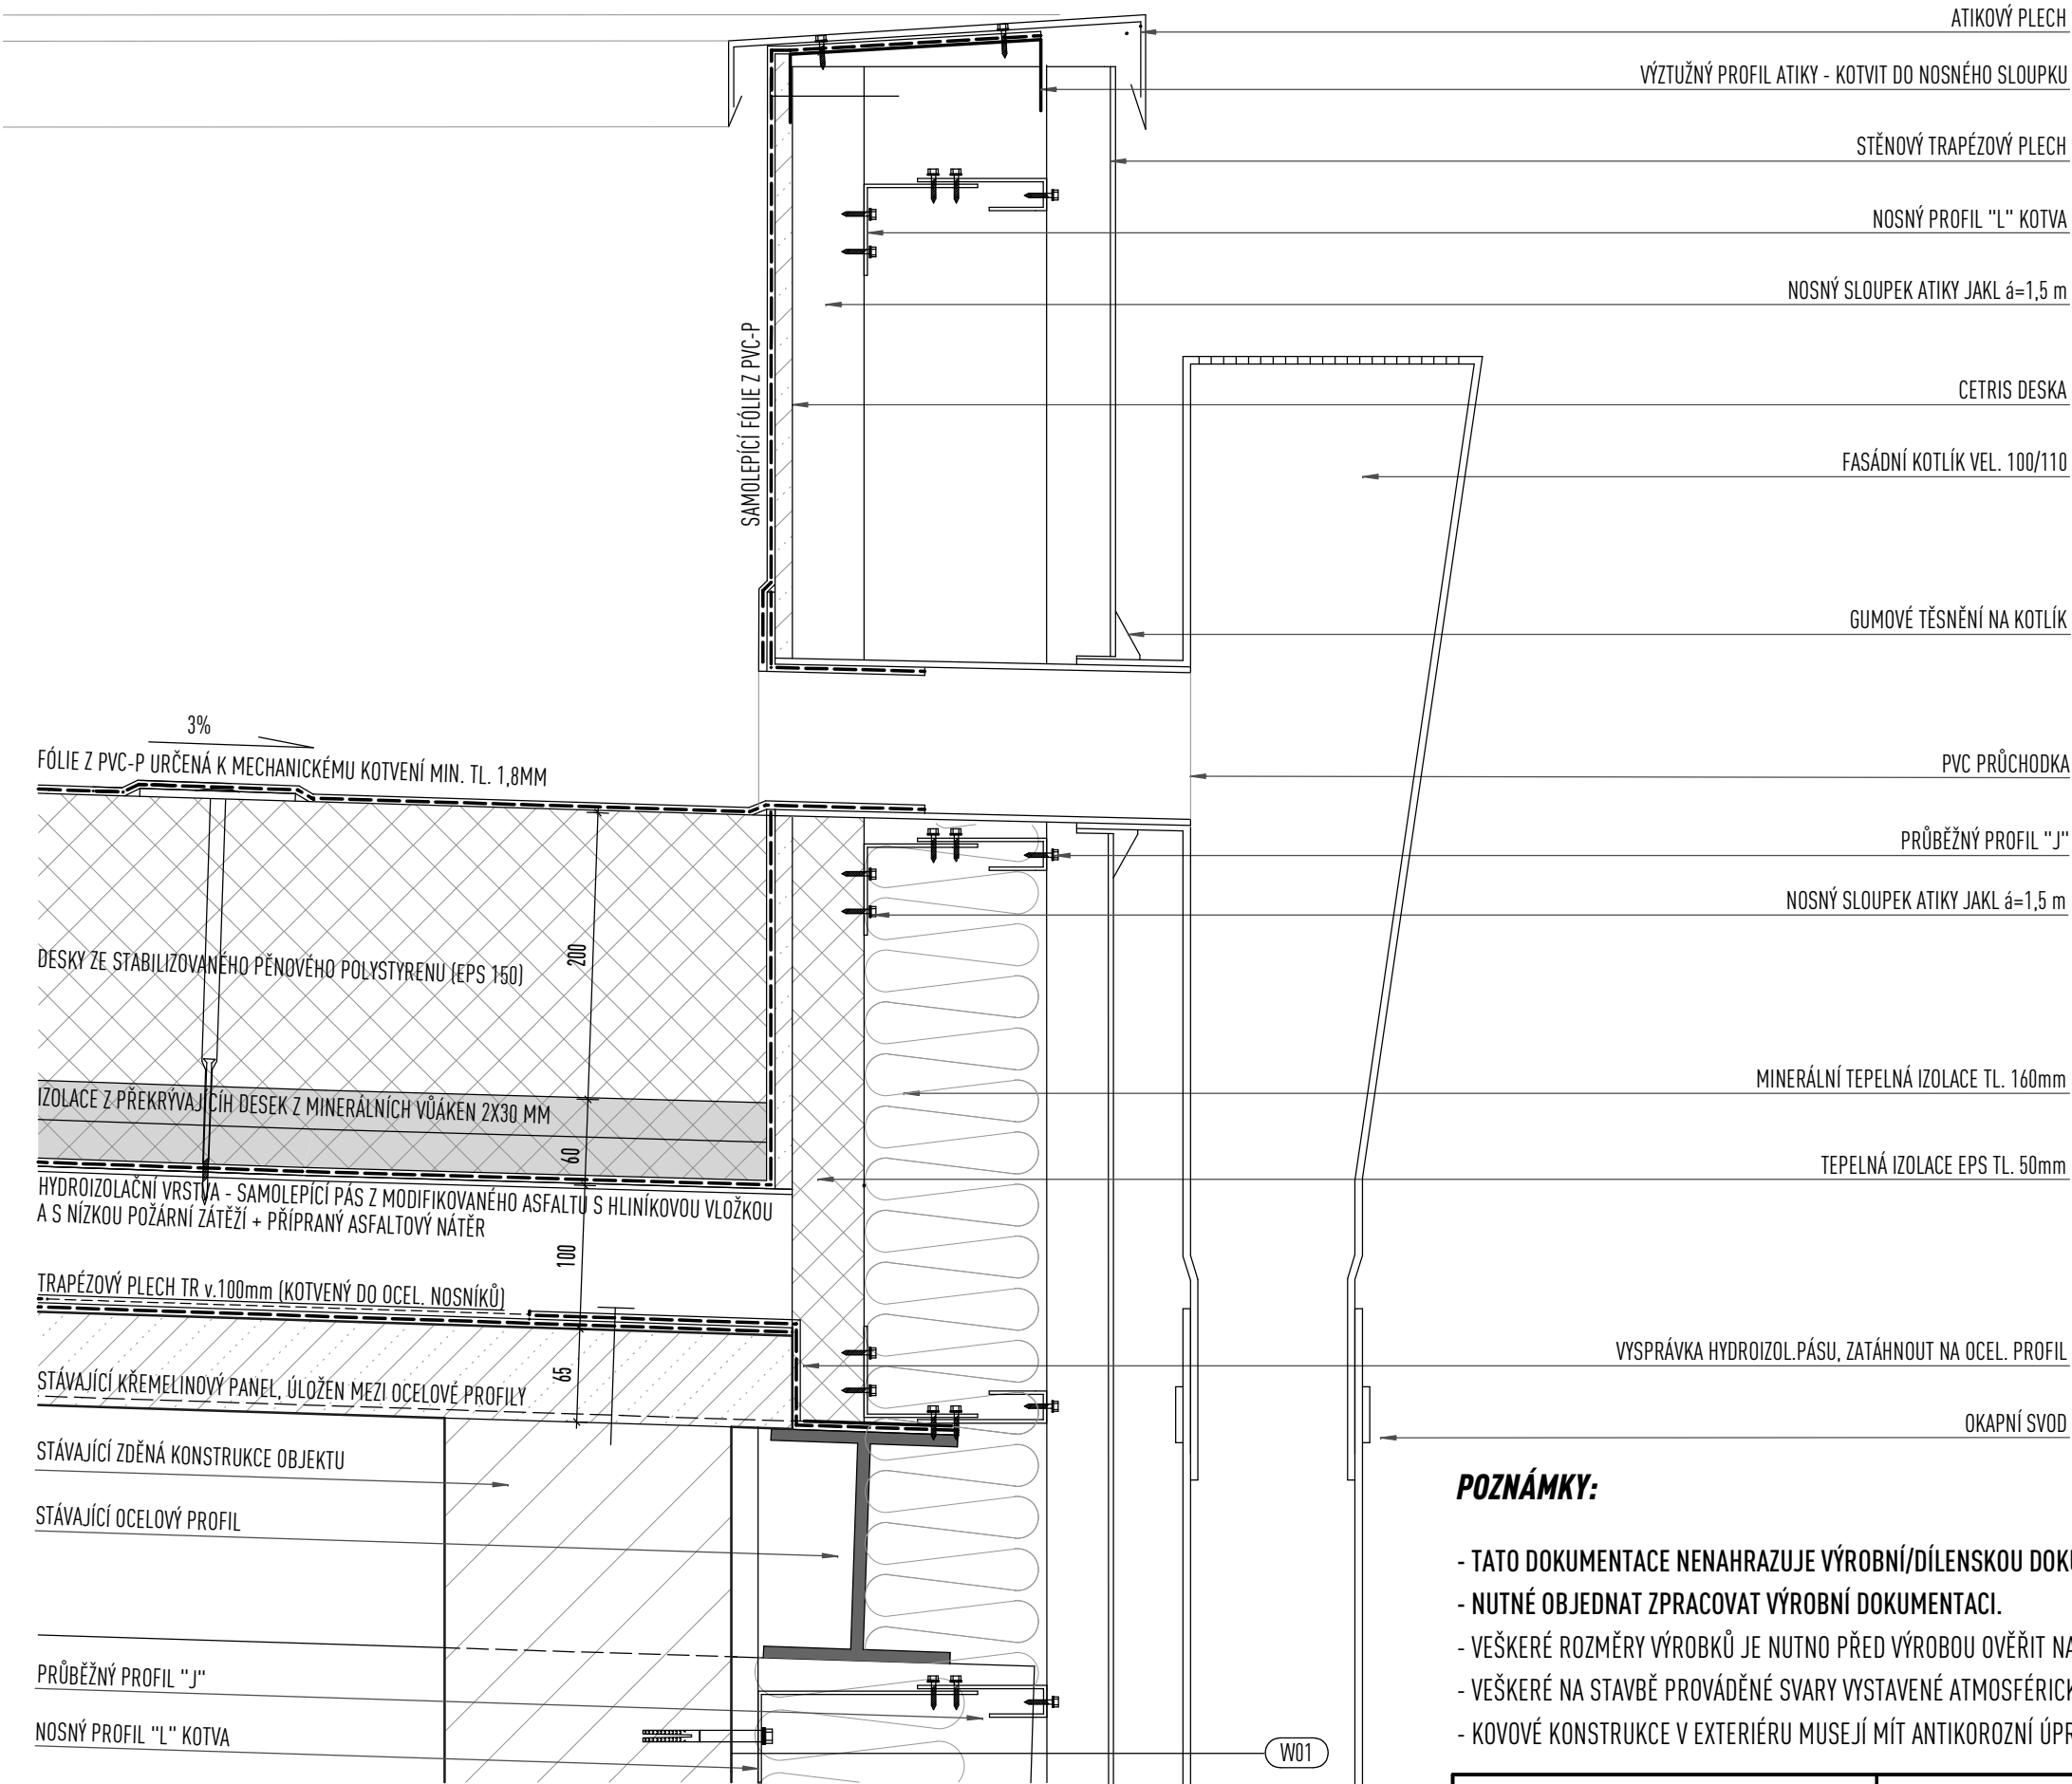 ATIKOVÝ PLECH
VÝZTUŽNÝ PROFIL ATIKY - KOTVIT DO NOSNÉHO SLOUPKU
STĚNOVÝ TRAPÉZOVÝ PLECH
NOSNÝ PROFIL "L" KOTVA
NOSNÝ SLOUPEK ATIKY JAKL á=1,5 m
CETRIS DESKA
FASÁDNÍ KOTLÍK VEL. 100/110
GUMOVÉ TĚSNĚNÍ NA KOTLÍK
PVC PRŮCHODKA
PRŮBĚŽNÝ PROFIL "J"
NOSNÝ SLOUPEK ATIKY JAKL á=1,5 m
MINERÁLNÍ TEPELNÁ IZOLACE TL. 160mm
TEPELNÁ IZOLACE EPS TL. 50mm
VYSPRÁVKA HYDROIZOL.PÁSU, ZATÁHNOUT NA OCEL. PROFIL
OKAPNÍ SVOD
SAMOLEPÍCÍ FÓLIE Z PVC-P
3%
FÓLIE Z PVC-P URČENÁ K MECHANICKÉMU KOTVENÍ MIN. TL. 1,8MM
200
DESKY ZE STABILIZOVANÉHO PĚNOVÉHO POLYSTYRENU (EPS 150)
IZOLACE Z PŘEKRÝVAJÍCÍH DESEK Z MINERÁLNÍCH VŮÁKEN 2X30 MM
60
HYDROIZOLAČNÍ VRSTVA - SAMOLEPÍCÍ PÁS Z MODIFIKOVANÉHO ASFALTU S HLINÍKOVOU VLOŽKOU
A S NÍZKOU POŽÁRNÍ ZÁTĚŽÍ + PŘÍPRANÝ ASFALTOVÝ NÁTĚR
100
TRAPÉZOVÝ PLECH TR v.100mm (KOTVENÝ DO OCEL. NOSNÍKŮ)
65
STÁVAJÍCÍ KŘEMELINOVÝ PANEL, ÚLOŽEN MEZI OCELOVÉ PROFILY
STÁVAJÍCÍ ZDĚNÁ KONSTRUKCE OBJEKTU
STÁVAJÍCÍ OCELOVÝ PROFIL
PRŮBĚŽNÝ PROFIL "J"
NOSNÝ PROFIL "L" KOTVA
W01
POZNÁMKY:
- TATO DOKUMENTACE NENAHRAZUJE VÝROBNÍ/DÍLENSKOU DOK
- NUTNÉ OBJEDNAT ZPRACOVAT VÝROBNÍ DOKUMENTACI.
- VEŠKERÉ ROZMĚRY VÝROBKŮ JE NUTNO PŘED VÝROBOU OVĚŘIT NA
- VEŠKERÉ NA STAVBĚ PROVÁDĚNÉ SVARY VYSTAVENÉ ATMOSFÉRICK
- KOVOVÉ KONSTRUKCE V EXTERIÉRU MUSEJÍ MÍT ANTIKOROZNÍ ÚPR